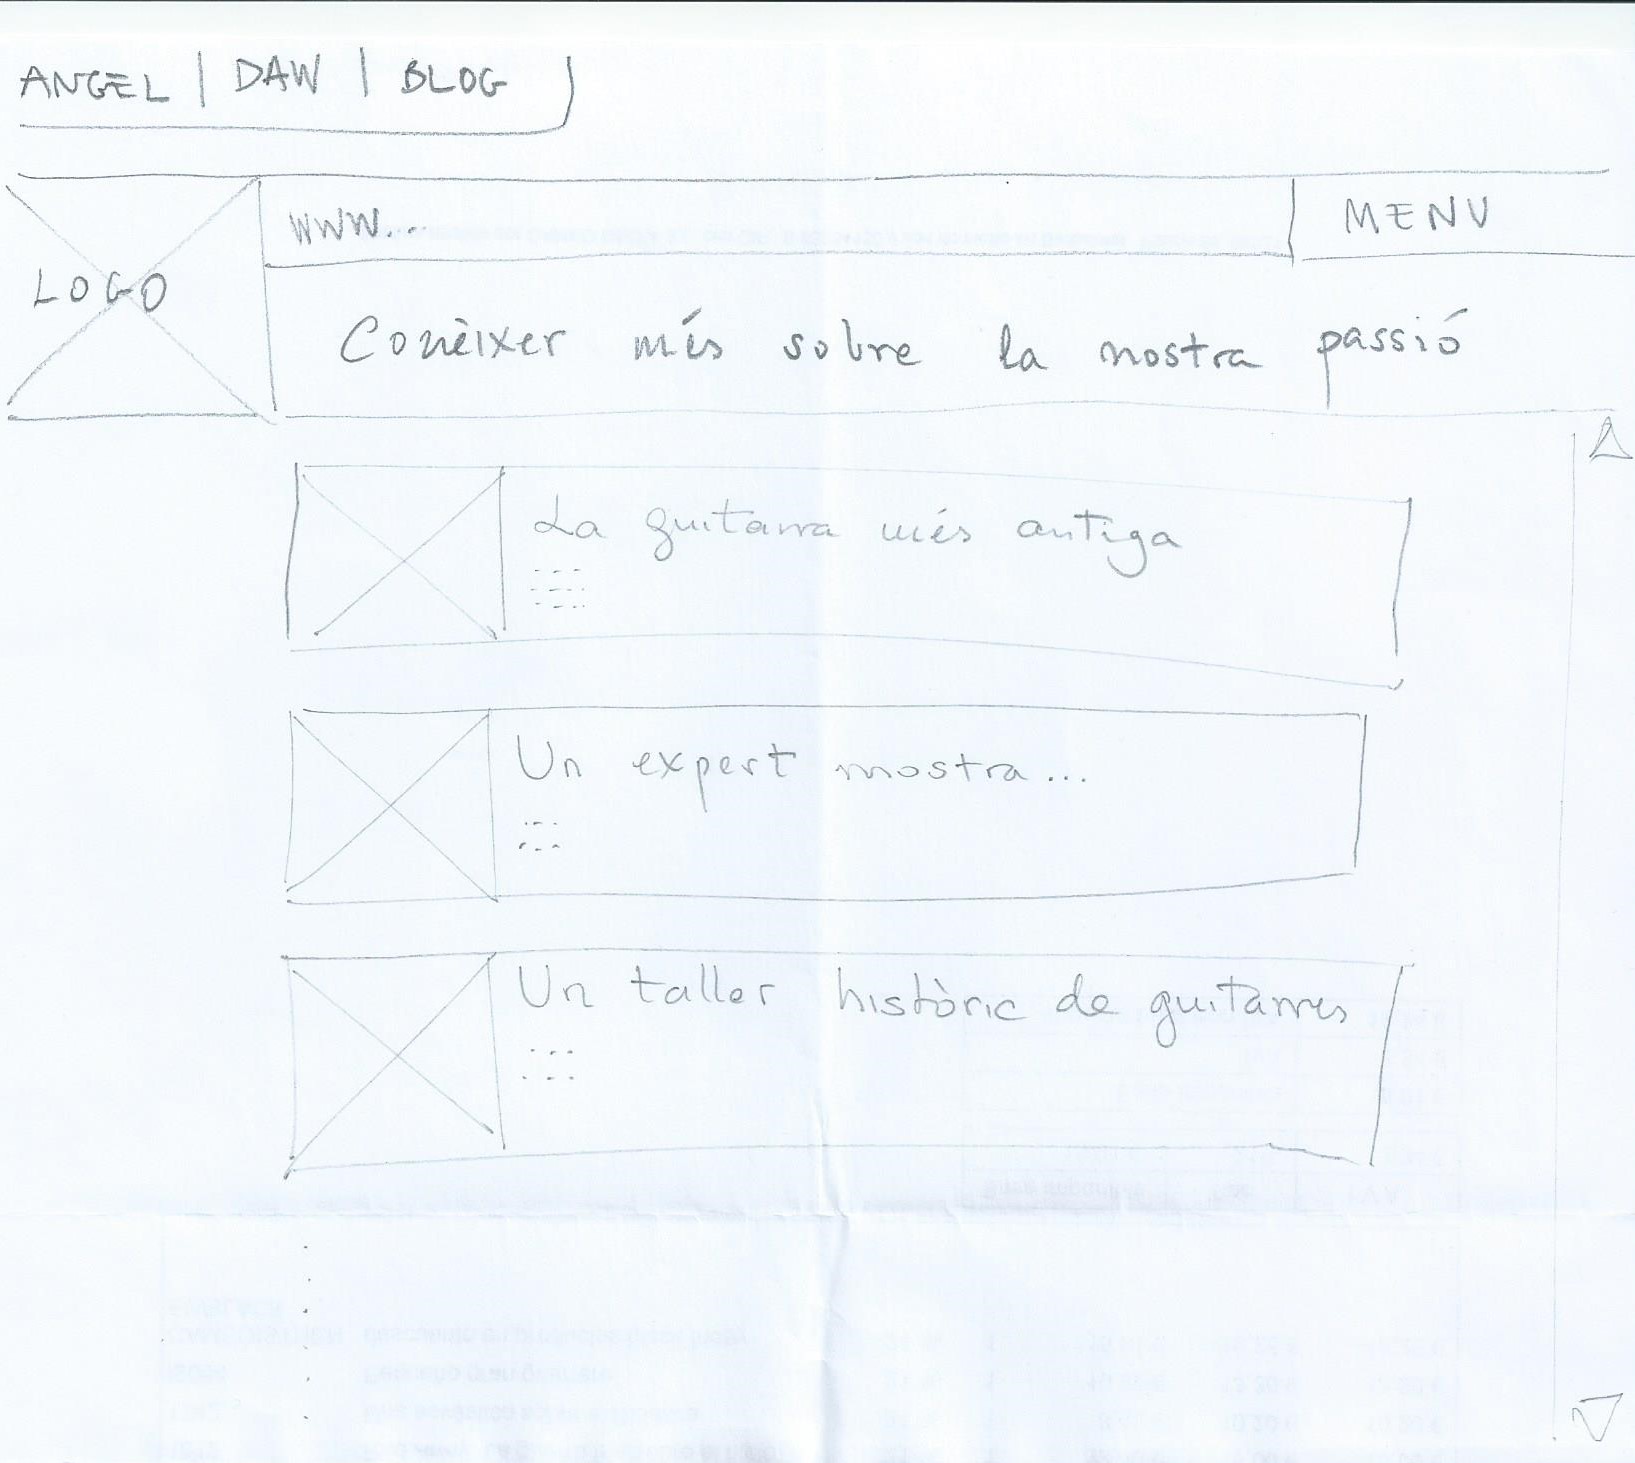 ANGEL | DAW | BLOG
WWW...
MENU
LOGO
Conèixer més sobre la nostra passió
La guitarra més antiga
Un expert mostra...
Un taller històric de guitarres